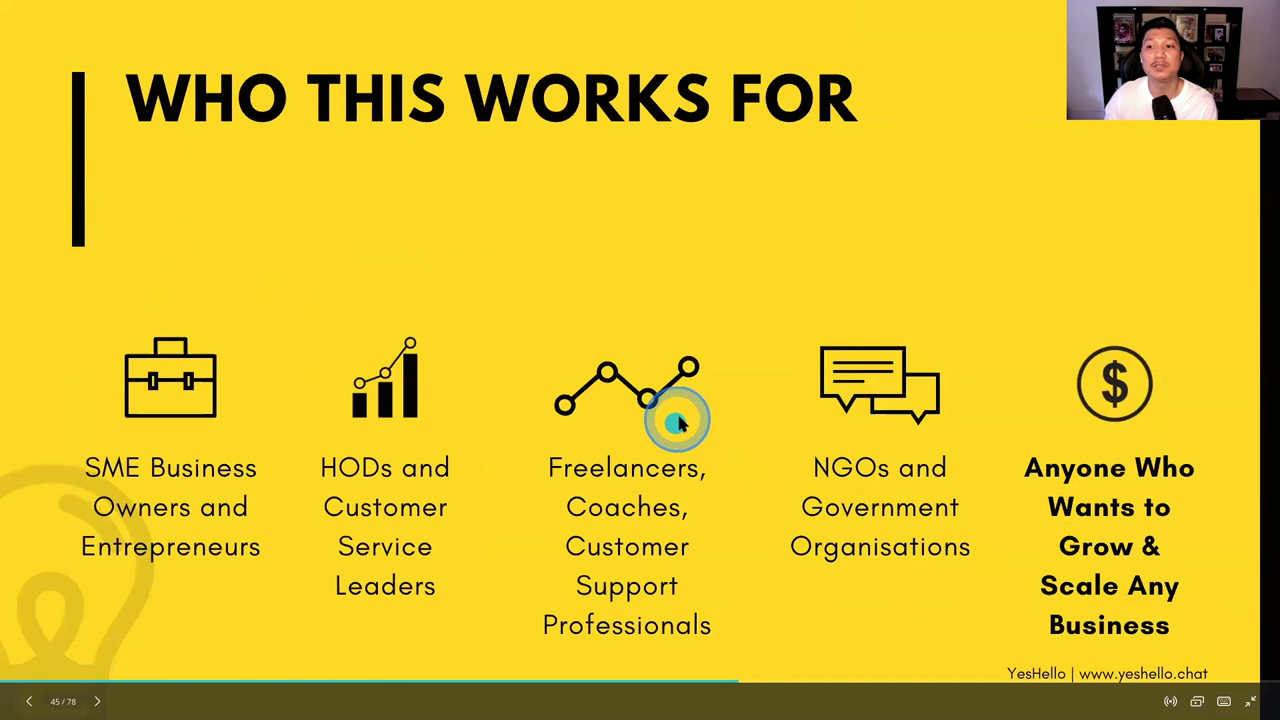 WHO THIS WORKS FOR
SME Business
Owners and
Entrepreneurs
HODs and
Customer
Service
Leaders
Freelancers,
Coaches,
Customer
Support
Professionals
NGOs and
Government
Organisations
$
Anyone Who
Wants to
Grow &
Scale Any
Business
YesHello | www.yeshello.chat
45 / 78